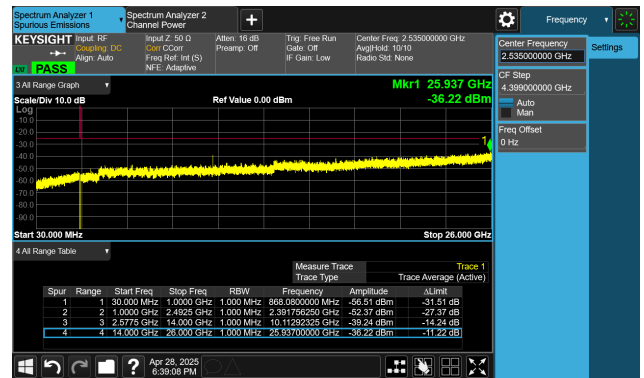 Spectrum Analyzer 1
Spurious Emissions
Spectrum Analyzer 2
Channel Power
Frequency
KEYSIGHT
Input: RF
Coupling: DC
Align: Auto
Input Z: 50 Ω
Corr CCorr
Freq Ref: Int (S)
NFE: Adaptive
Atten: 16 dB
Preamp: Off
Trig: Free Run
Gate: Off
IF Gain: Low
Center Freq: 2.535000000 GHz
Avg|Hold: 10/10
Radio Std: None
PASS
Center Frequency
2.535000000 GHz
Settings
CF Step
4.399000000 GHz
Auto
Man
Freq Offset
0 Hz
3 All Range Graph
Mkr1 25.937 GHz
Scale/Div 10.0 dB
Ref Value 0.00 dBm
-36.22 dBm
Log
-10.0
-20.0
-30.0
-40.0
-50.0
-60.0
-70.0
-80.0
-90.0
1
Start 30.000 MHz
Stop 26.000 GHz
4 All Range Table
Measure Trace
Trace 1
Trace Type
Trace Average (Active)
Spur Range Start Freq Stop Freq RBW Frequency Amplitude ΔLimit
1 1 30.000 MHz 1.0000 GHz 1.000 MHz 868.0800000 MHz -56.51 dBm -31.51 dB
2 2 1.0000 GHz 2.4925 GHz 1.000 MHz 2.391756250 GHz -52.37 dBm -27.37 dB
3 3 2.5775 GHz 14.000 GHz 1.000 MHz 10.11292325 GHz -39.24 dBm -14.24 dB
4 4 14.000 GHz 26.000 GHz 1.000 MHz 25.93700000 GHz -36.22 dBm -11.22 dB
?
Apr 28, 2025
6:39:08 PM